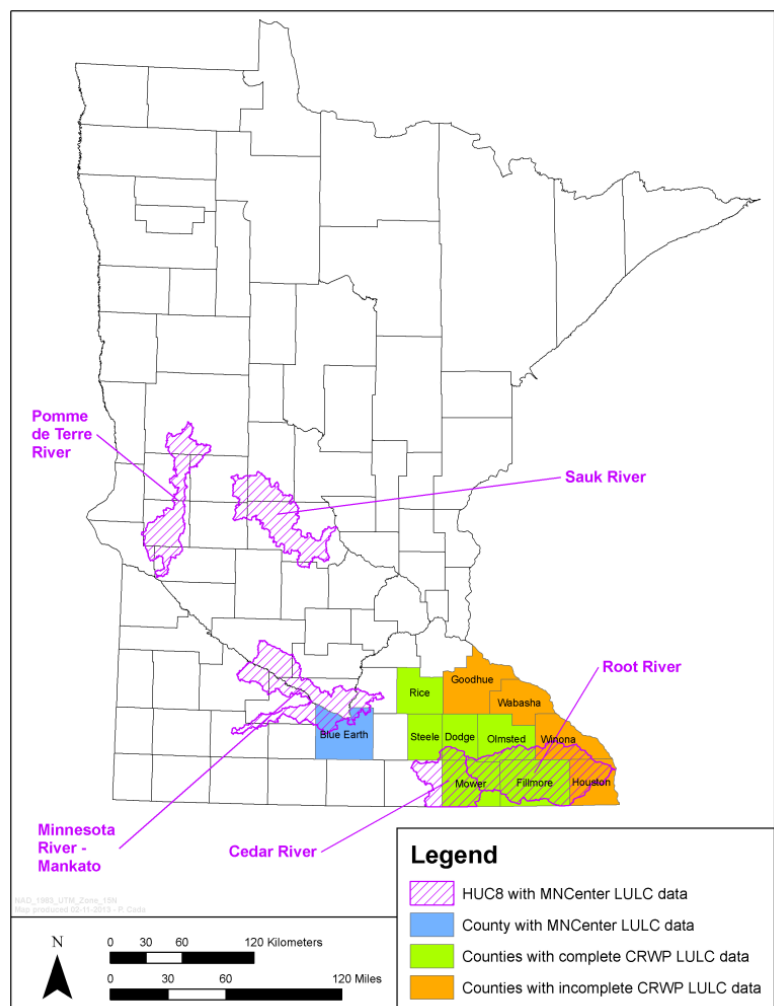 Pomme
de Terre
River
Sauk River
Root River
Goodhue
Rice
Wabasha
Blue Earth
Steele
Dodge
Olmsted
Winona
Mower
Fillmore
Houston
Minnesota
River -
Mankato
Cedar River
Legend
HUC8 with MNCenter LULC data
County with MNCenter LULC data
Counties with complete CRWP LULC data
Counties with incomplete CRWP LULC data
NAD_1983_UTM_Zone_15N
N
0 30 60 120 Kilometers
0 30 60 120 Miles